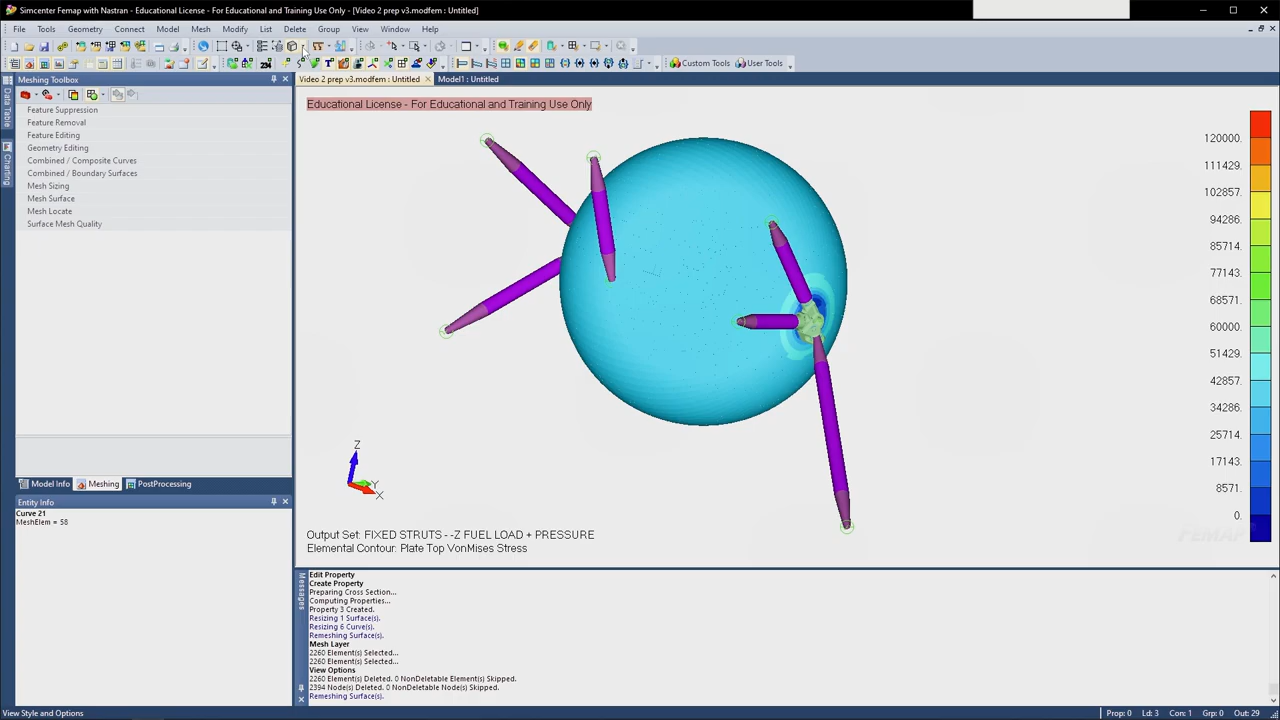 Simcenter Femap with Nastran - Educational License - For Educational and Training Use Only - [Video 2 prep v3.modfem : Untitled]
File Tools Geometry Connect Model Mesh Modify List Delete Group View Window Help
Custom Tools User Tools
Meshing Toolbox
Video 2 prep v3.modfem : Untitled Model1 : Untitled
Data Table
Charting
Feature Suppression
Feature Removal
Feature Editing
Geometry Editing
Combined / Composite Curves
Combined / Boundary Surfaces
Mesh Sizing
Mesh Surface
Mesh Locate
Surface Mesh Quality
Educational License - For Educational and Training Use Only
120000.
111429.
102857.
94286.
85714.
77143.
68571.
60000.
51429.
42857.
34286.
25714.
17143.
8571.
0.
Z
Y
X
Output Set: FIXED STRUTS - -Z FUEL LOAD + PRESSURE
Elemental Contour: Plate Top VonMises Stress
FEMAP
Model Info Meshing PostProcessing
Entity Info
Curve 21
MeshElem = 58
Messages
Edit Property
Create Property
Preparing Cross Section...
Computing Properties...
Property 3 Created.
Resizing 1 Surface(s).
Resizing 6 Curve(s).
Remeshing Surface(s).
Mesh Layer
2260 Element(s) Selected...
2260 Element(s) Selected...
View Options
2260 Element(s) Deleted. 0 NonDeletable Element(s) Skipped.
2394 Node(s) Deleted. 0 NonDeletable Node(s) Skipped.
Remeshing Surface(s).
View Style and Options
Prop: 0 Ld: 3 Con: 1 Grp: 0 Out: 29